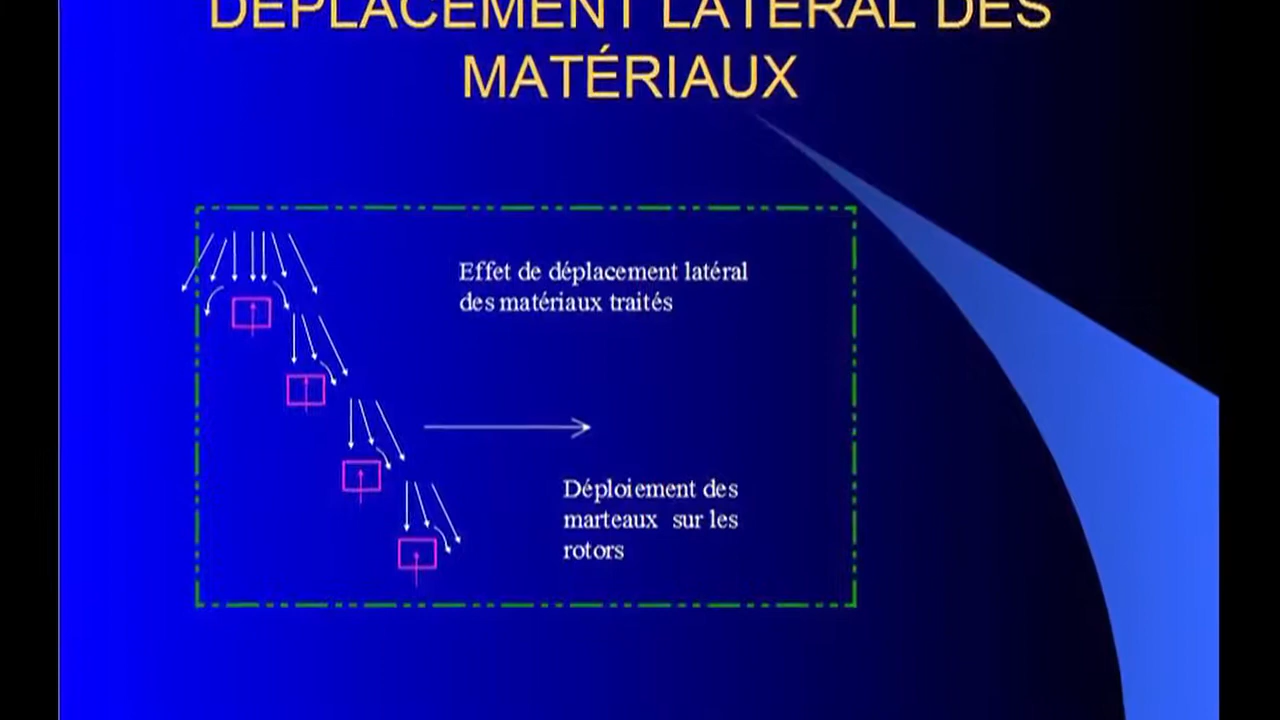 DÉPLACEMENT LATÉRAL DES
MATÉRIAUX
Effet de déplacement latéral
des matériaux traités
Déploiement des
marteaux sur les
rotors